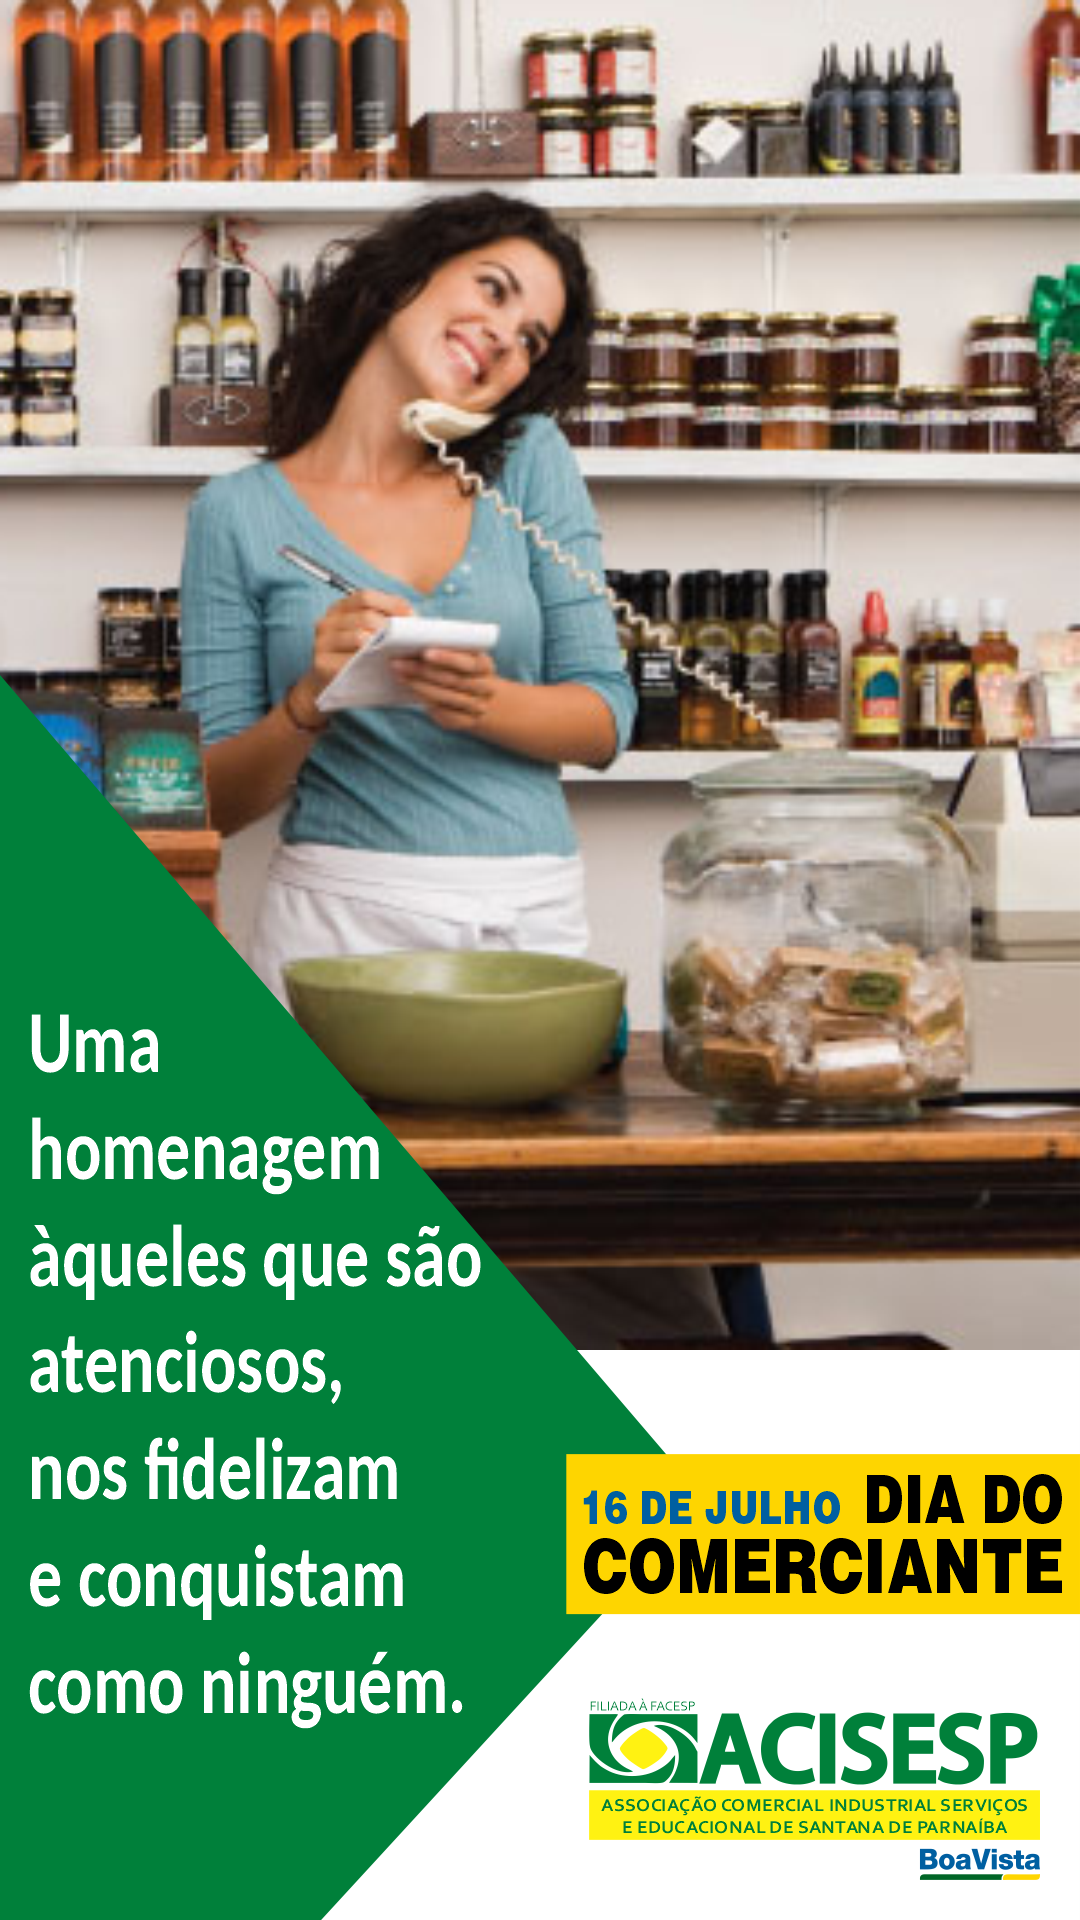 Uma
homenagem
àqueles que são
atenciosos,
nos fidelizam
e conquistam
como ninguém.
16 DE JULHO DIA DO
COMERCIANTE
FILIADA À FACESP
ACISESP
ASSOCIAÇÃO COMERCIAL INDUSTRIAL SERVIÇOS
E EDUCACIONAL DE SANTANA DE PARNAÍBA
BoaVista